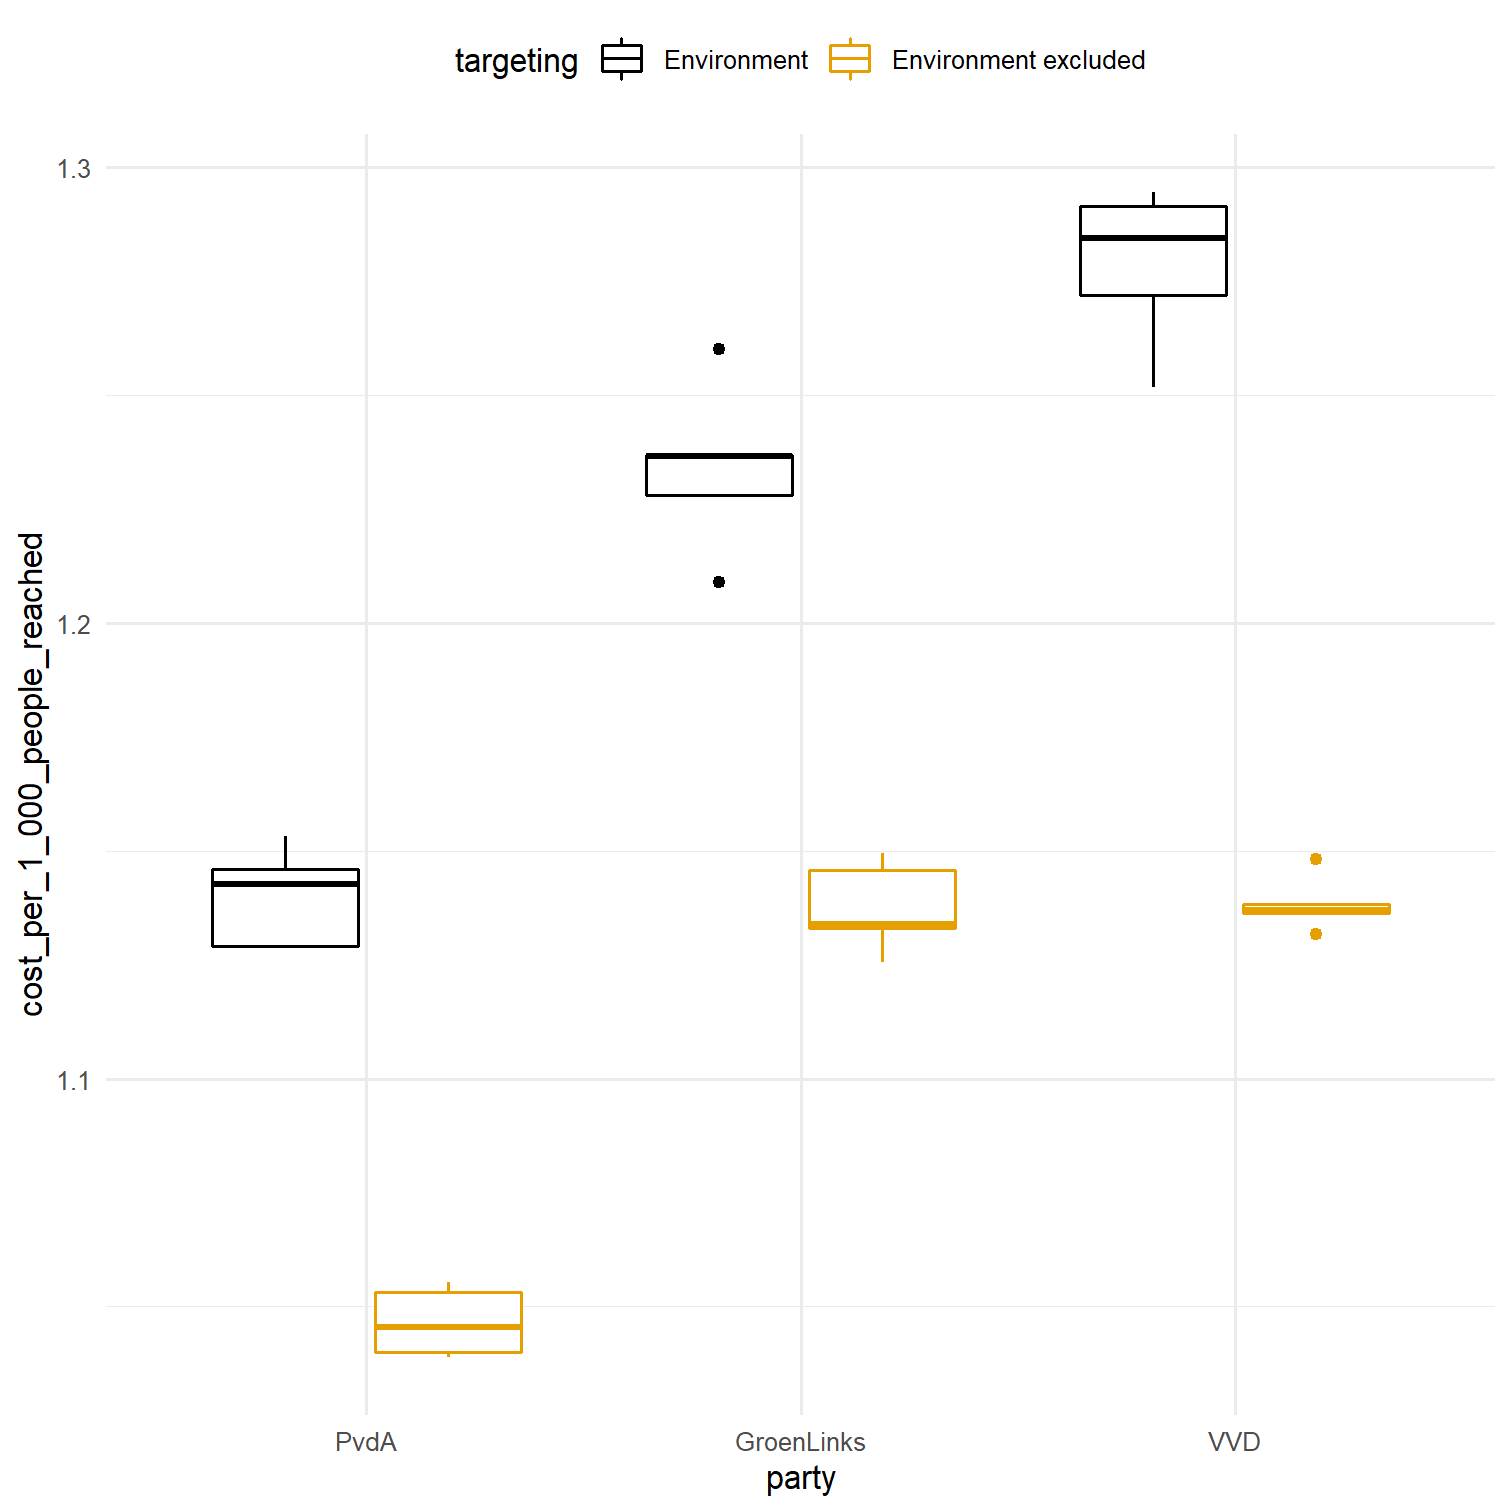 targeting Environment Environment excluded
1.3
1.2
1.1
cost_per_1_000_people_reached
PvdA GroenLinks VVD
party